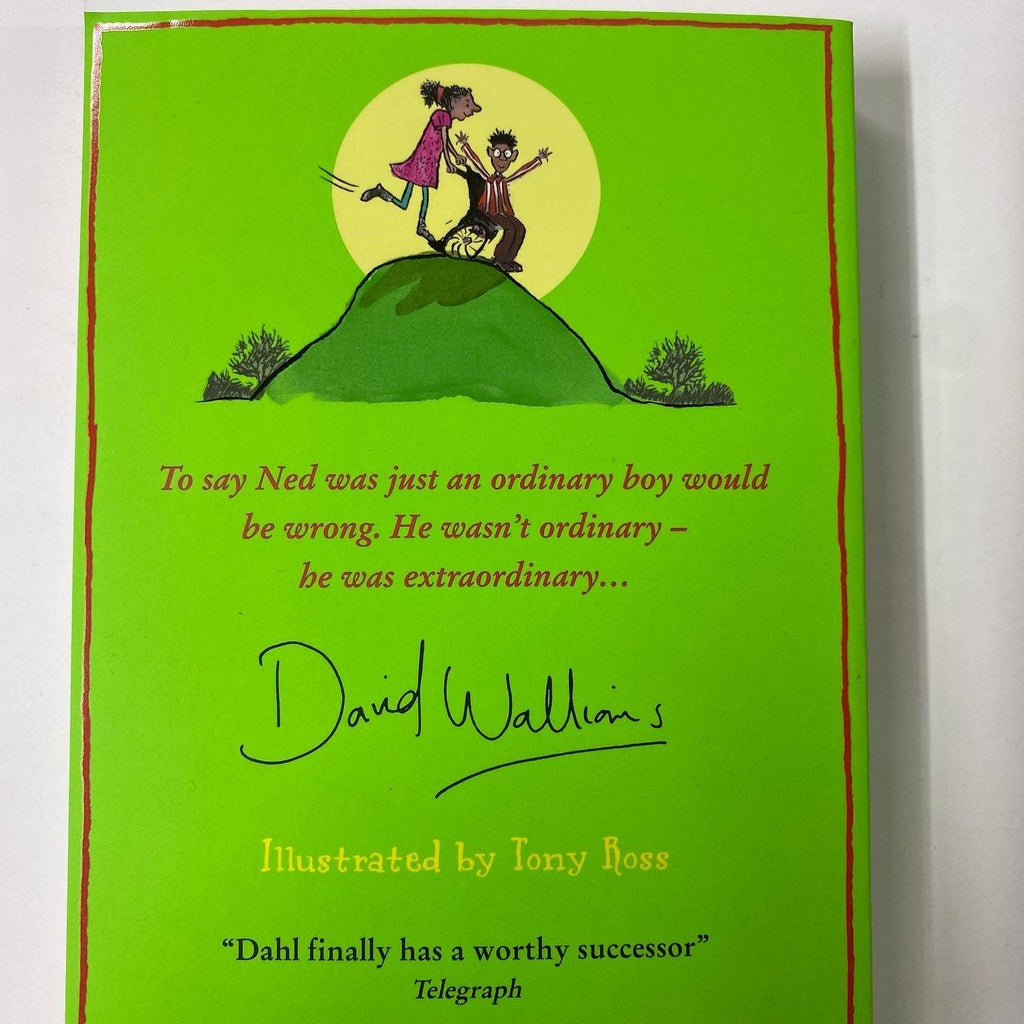 To say Ned was just an ordinary boy would
be wrong. He wasn't ordinary –
he was extraordinary...
David Walliams
Illustrated by Tony Ross
“Dahl finally has a worthy successor”
Telegraph